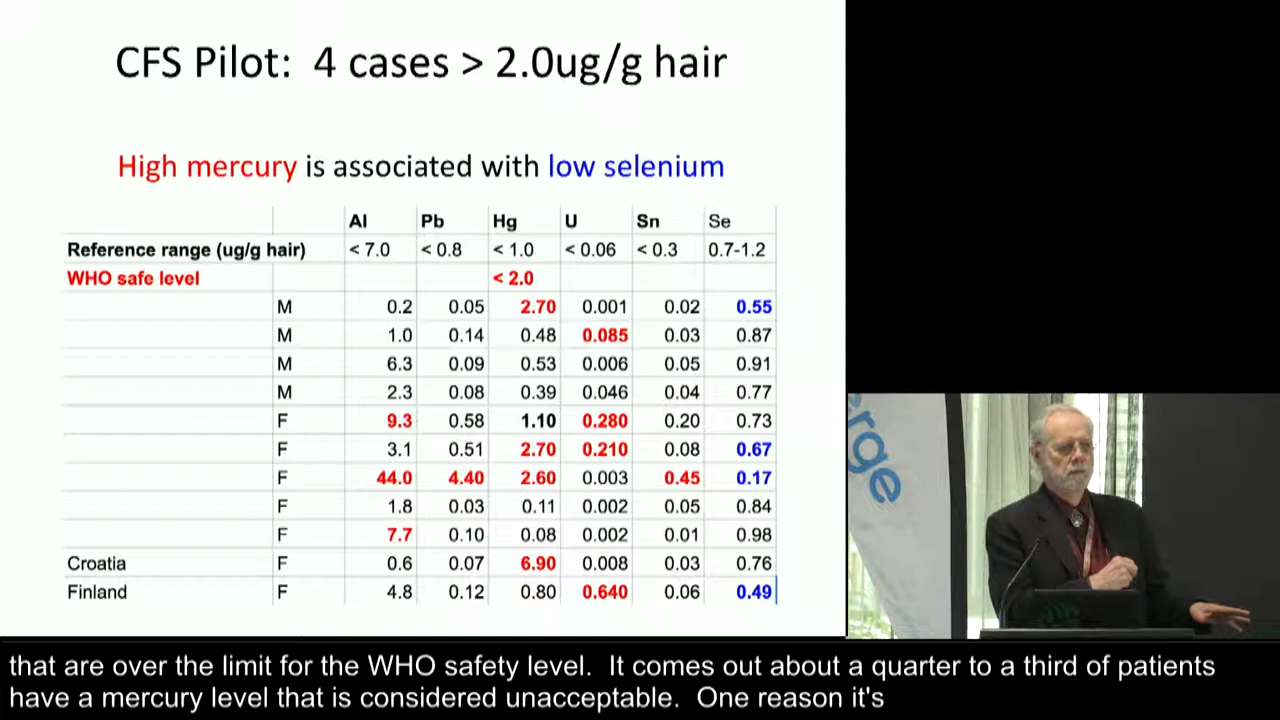 CFS Pilot: 4 cases > 2.0ug/g hair
High mercury is associated with low selenium
Al Pb Hg U Sn Se
Reference range (ug/g hair) < 7.0 < 0.8 < 1.0 < 0.06 < 0.3 0.7-1.2
WHO safe level < 2.0
M 0.2 0.05 2.70 0.001 0.02 0.55
M 1.0 0.14 0.48 0.085 0.03 0.87
M 6.3 0.09 0.53 0.006 0.05 0.91
M 2.3 0.08 0.39 0.046 0.04 0.77
F 9.3 0.58 1.10 0.280 0.20 0.73
F 3.1 0.51 2.70 0.210 0.08 0.67
F 44.0 4.40 2.60 0.003 0.45 0.17
F 1.8 0.03 0.11 0.002 0.05 0.84
F 7.7 0.10 0.08 0.002 0.01 0.98
Croatia F 0.6 0.07 6.90 0.008 0.03 0.76
Finland F 4.8 0.12 0.80 0.640 0.06 0.49
erge
that are over the limit for the WHO safety level. It comes out about a quarter to a third of patients
have a mercury level that is considered unacceptable. One reason it's